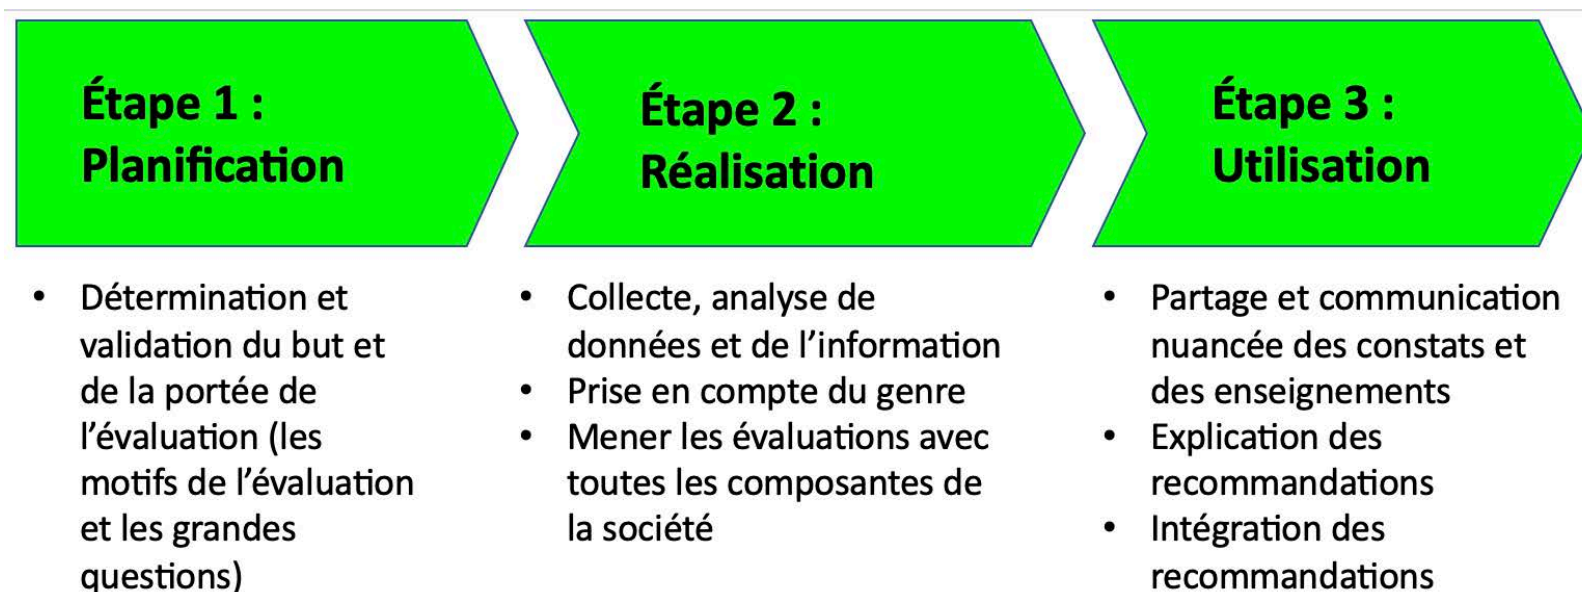 Étape 1 :
Planification
Étape 2 :
Réalisation
Étape 3 :
Utilisation
• Détermination et
validation du but et
de la portée de
l’évaluation (les
motifs de l’évaluation
et les grandes
questions)
• Collecte, analyse de
données et de l’information
• Prise en compte du genre
• Mener les évaluations avec
toutes les composantes de
la société
• Partage et communication
nuancée des constats et
des enseignements
• Explication des
recommandations
• Intégration des
recommandations